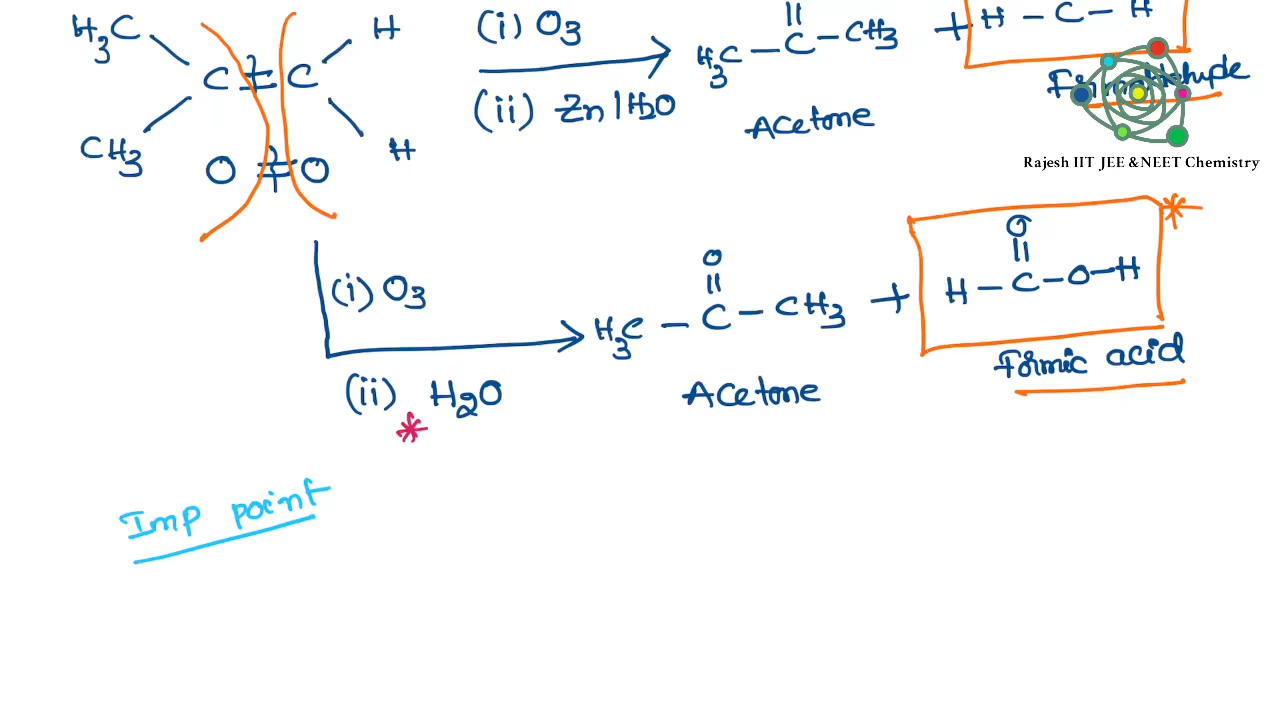 H3C H
C = C
CH3 H
O = O
(i) O3
(ii) Zn | H2O
H3C – C – CH3 + H – C – H
||
Acetone
Rajesh IIT JEE &NEET Chemistry
(i) O3
(ii) H2O
*
O
||
H3C – C – CH3 +
Acetone
O
||
H – C – O – H
*
Formic acid
Imp point